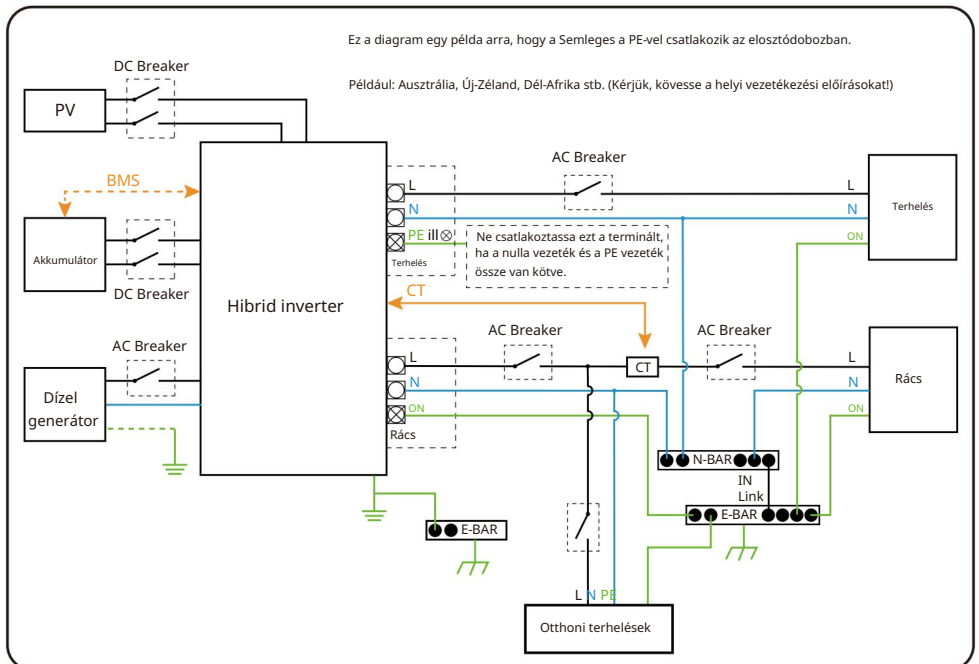 Ez a diagram egy példa arra, hogy a Semleges a PE-vel csatlakozik az elosztódobozban.
Például: Ausztrália, Új-Zéland, Dél-Afrika stb. (Kérjük, kövesse a helyi vezetékezési előírásokat!)
DC Breaker
PV
BMS
Akkumulátor
DC Breaker
AC Breaker
Dízel
generátor
Hibrid inverter
L
N
PE ill⊗
Terhelés
Ne csatlakoztassa ezt a terminált,
ha a nulla vezeték és a PE vezeték
össze van kötve.
AC Breaker
L
N
ON
Terhelés
CT
AC Breaker
CT
AC Breaker
L
N
ON
Rács
L
N
ON
Rács
N-BAR
IN
Link
E-BAR
E-BAR
L N PE
Otthoni terhelések